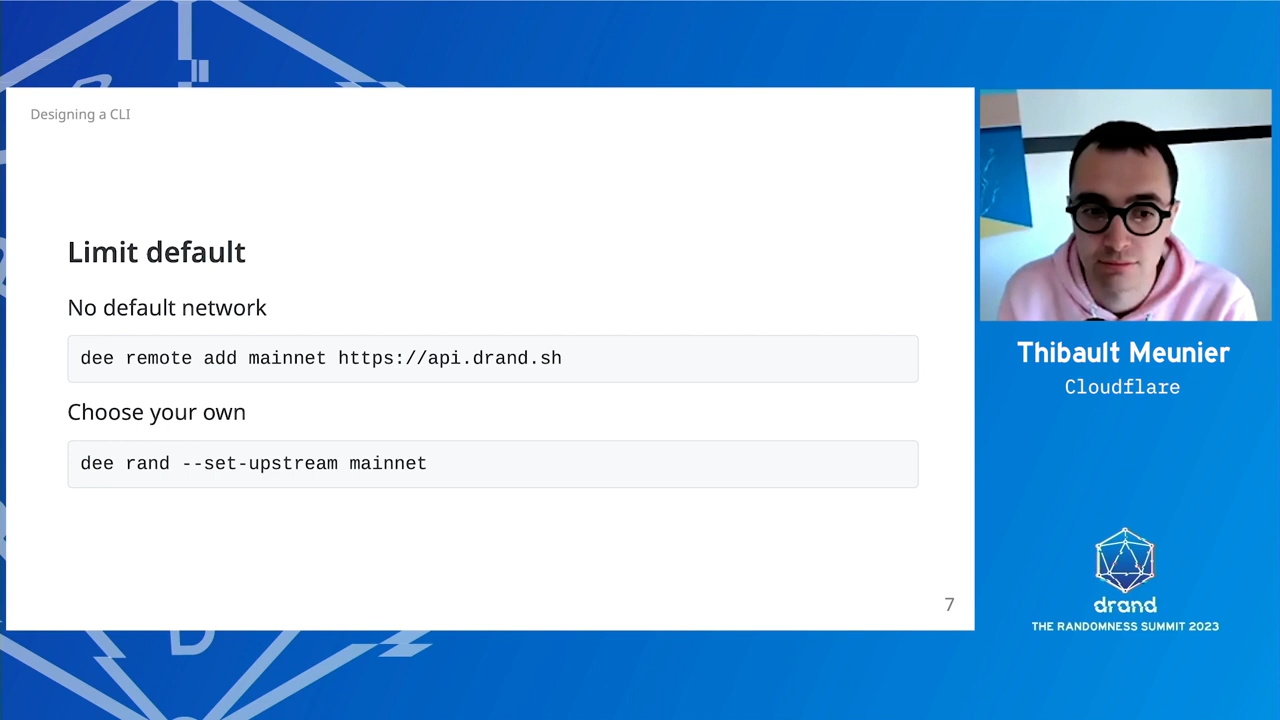 Designing a CLI
Limit default
No default network
dee remote add mainnet https://api.drand.sh
Choose your own
dee rand --set-upstream mainnet
7
Thibault Meunier
Cloudflare
drand
THE RANDOMNESS SUMMIT 2023